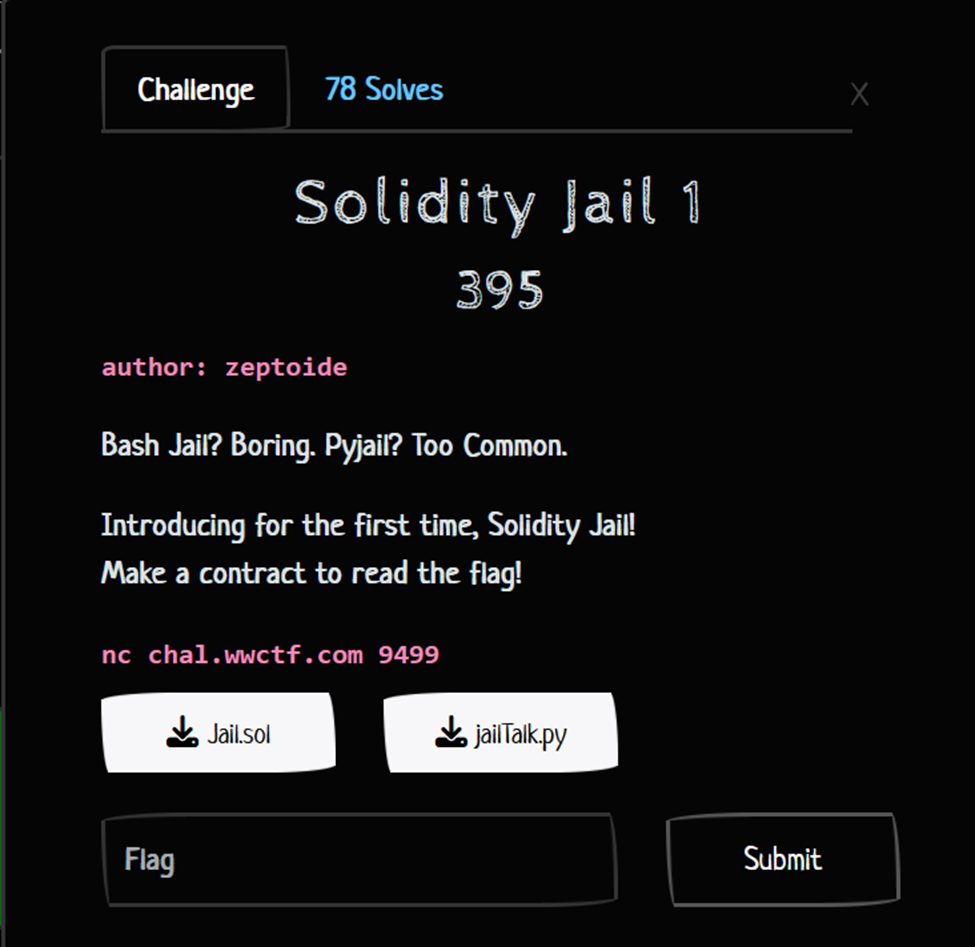 Challenge
78 Solves
X
Solidity Jail 1
395
author: zeptoide
Bash Jail? Boring. Pyjail? Too Common.
Introducing for the first time, Solidity Jail!
Make a contract to read the flag!
nc chal.wwctf.com 9499
Jail.sol
jailTalk.py
Flag
Submit